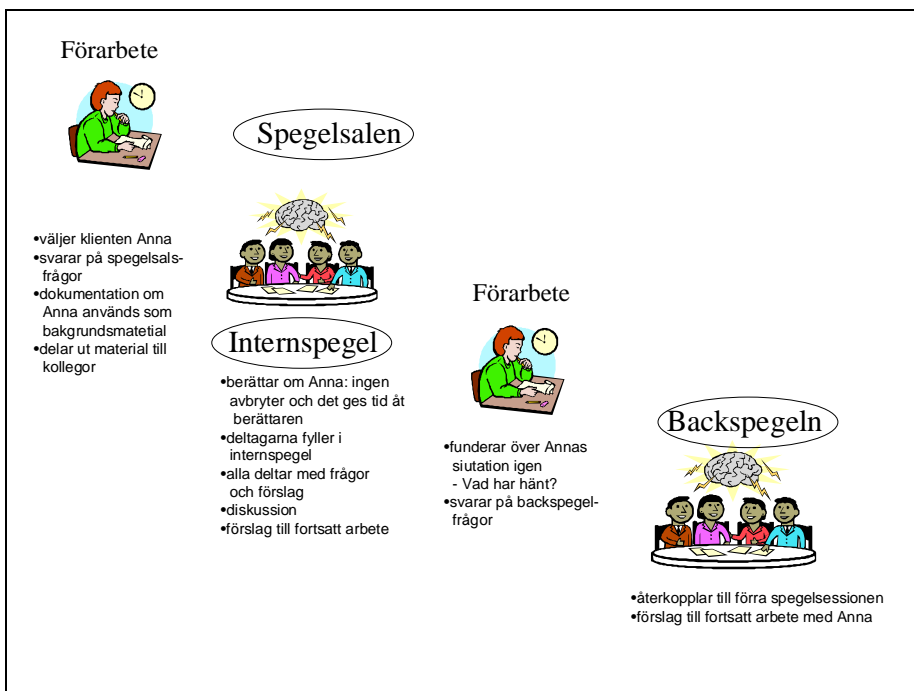 Förarbete
•väljer klienten Anna
•svarar på spegelsals-
frågor
•dokumentation om
Anna används som
bakgrundsmatetial
•delar ut material till
kollegor
Spegelsalen
Internspegel
•berättar om Anna: ingen
avbryter och det ges tid åt
berättaren
•deltagarna fyller i
internspegel
•alla deltar med frågor
och förslag
•diskussion
•förslag till fortsatt arbete
Förarbete
•funderar över Annas
siutation igen
- Vad har hänt?
•svarar på backspegel-
frågor
Backspegeln
•återkopplar till förra spegelsessionen
•förslag till fortsatt arbete med Anna